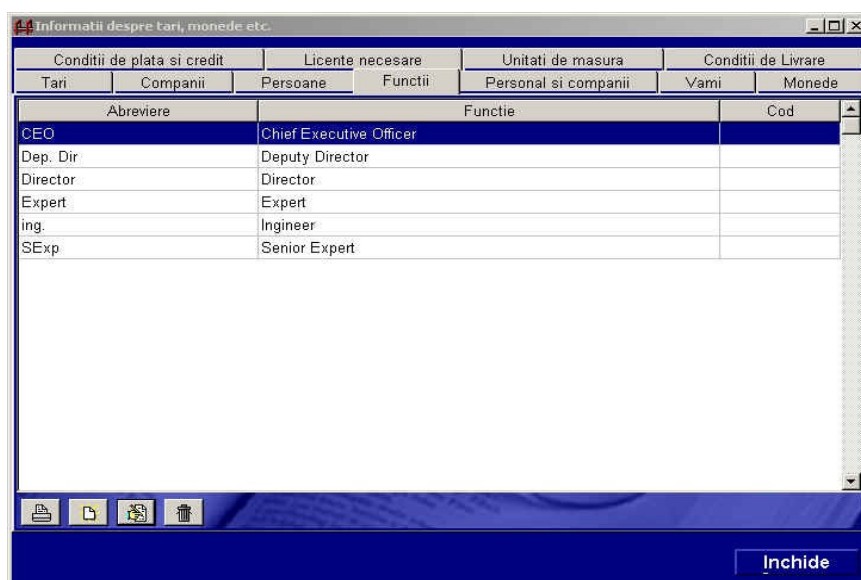 Informatii despre tari, monede etc.
Conditii de plata si credit Licente necesare Unitati de masura Conditii de Livrare
Tari Companii Persoane Functii Personal si companii Vami Monede
Abreviere Functie Cod
CEO Chief Executive Officer
Dep. Dir Deputy Director
Director Director
Expert Expert
ing. Ingineer
SExp Senior Expert
Inchide